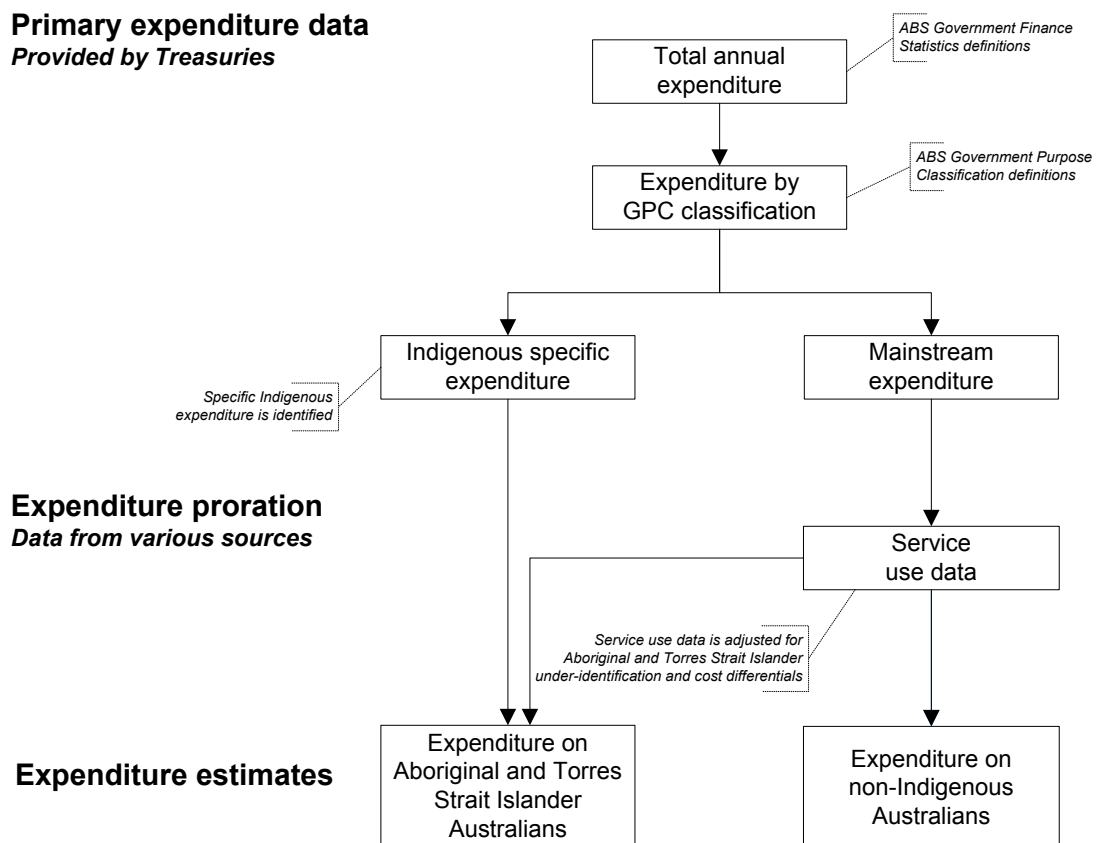 Primary expenditure data
Provided by Treasuries
Total annual
expenditure
ABS Government Finance
Statistics definitions
Expenditure by
GPC classification
ABS Government Purpose
Classification definitions
Indigenous specific
expenditure
Mainstream
expenditure
Specific Indigenous
expenditure is identified
Expenditure proration
Data from various sources
Service
use data
Service use data is adjusted for
Aboriginal and Torres Strait Islander
under-identification and cost differentials
Expenditure estimates
Expenditure on
Aboriginal and Torres
Strait Islander
Australians
Expenditure on
non-Indigenous
Australians